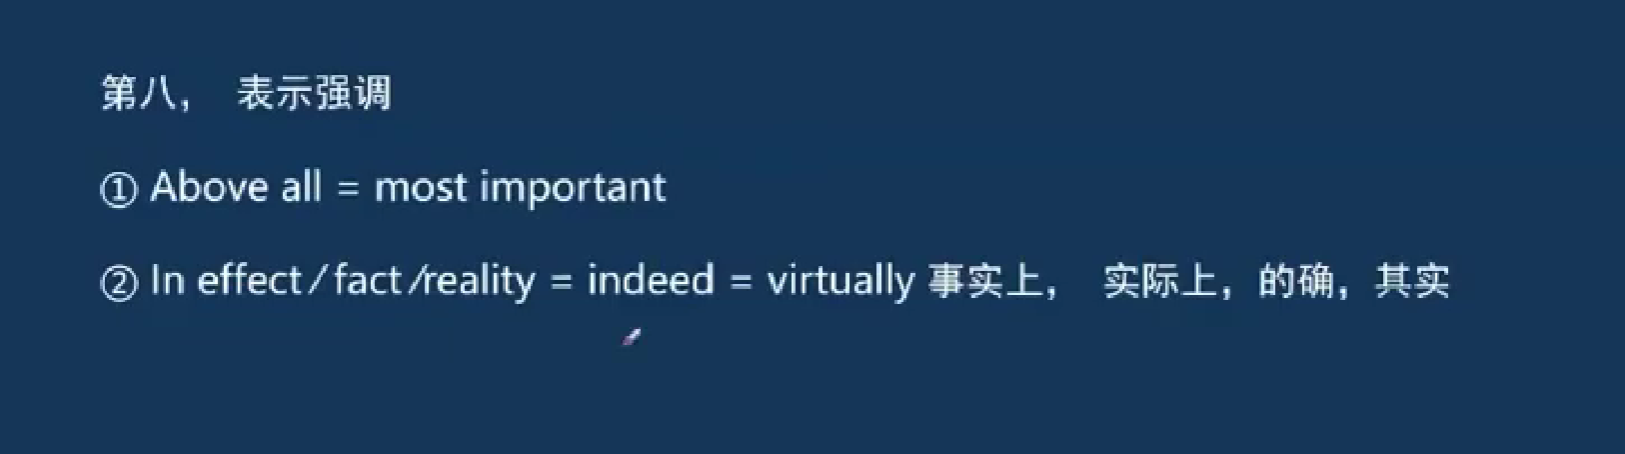 第八， 表示强调
① Above all = most important
② In effect/fact/reality = indeed = virtually 事实上， 实际上，的确，其实